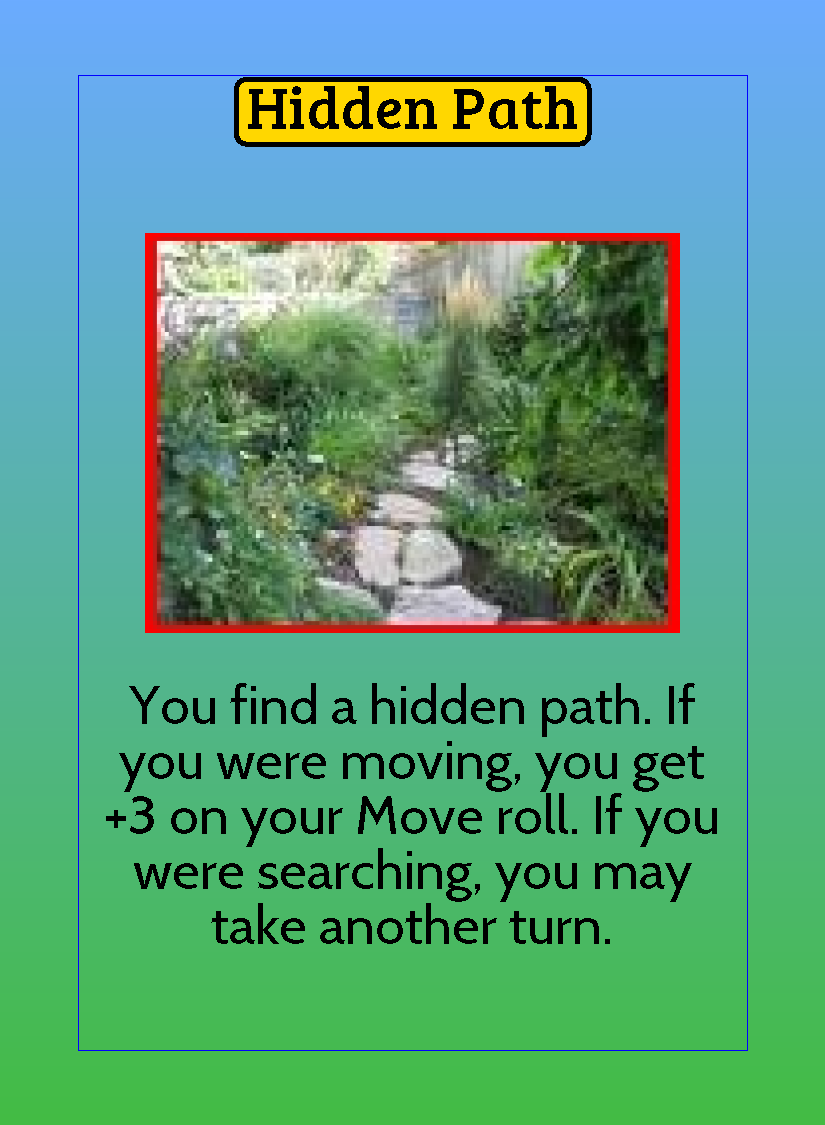 Hidden Path
You find a hidden path. If
you were moving, you get
+3 on your Move roll. If you
were searching, you may
take another turn.